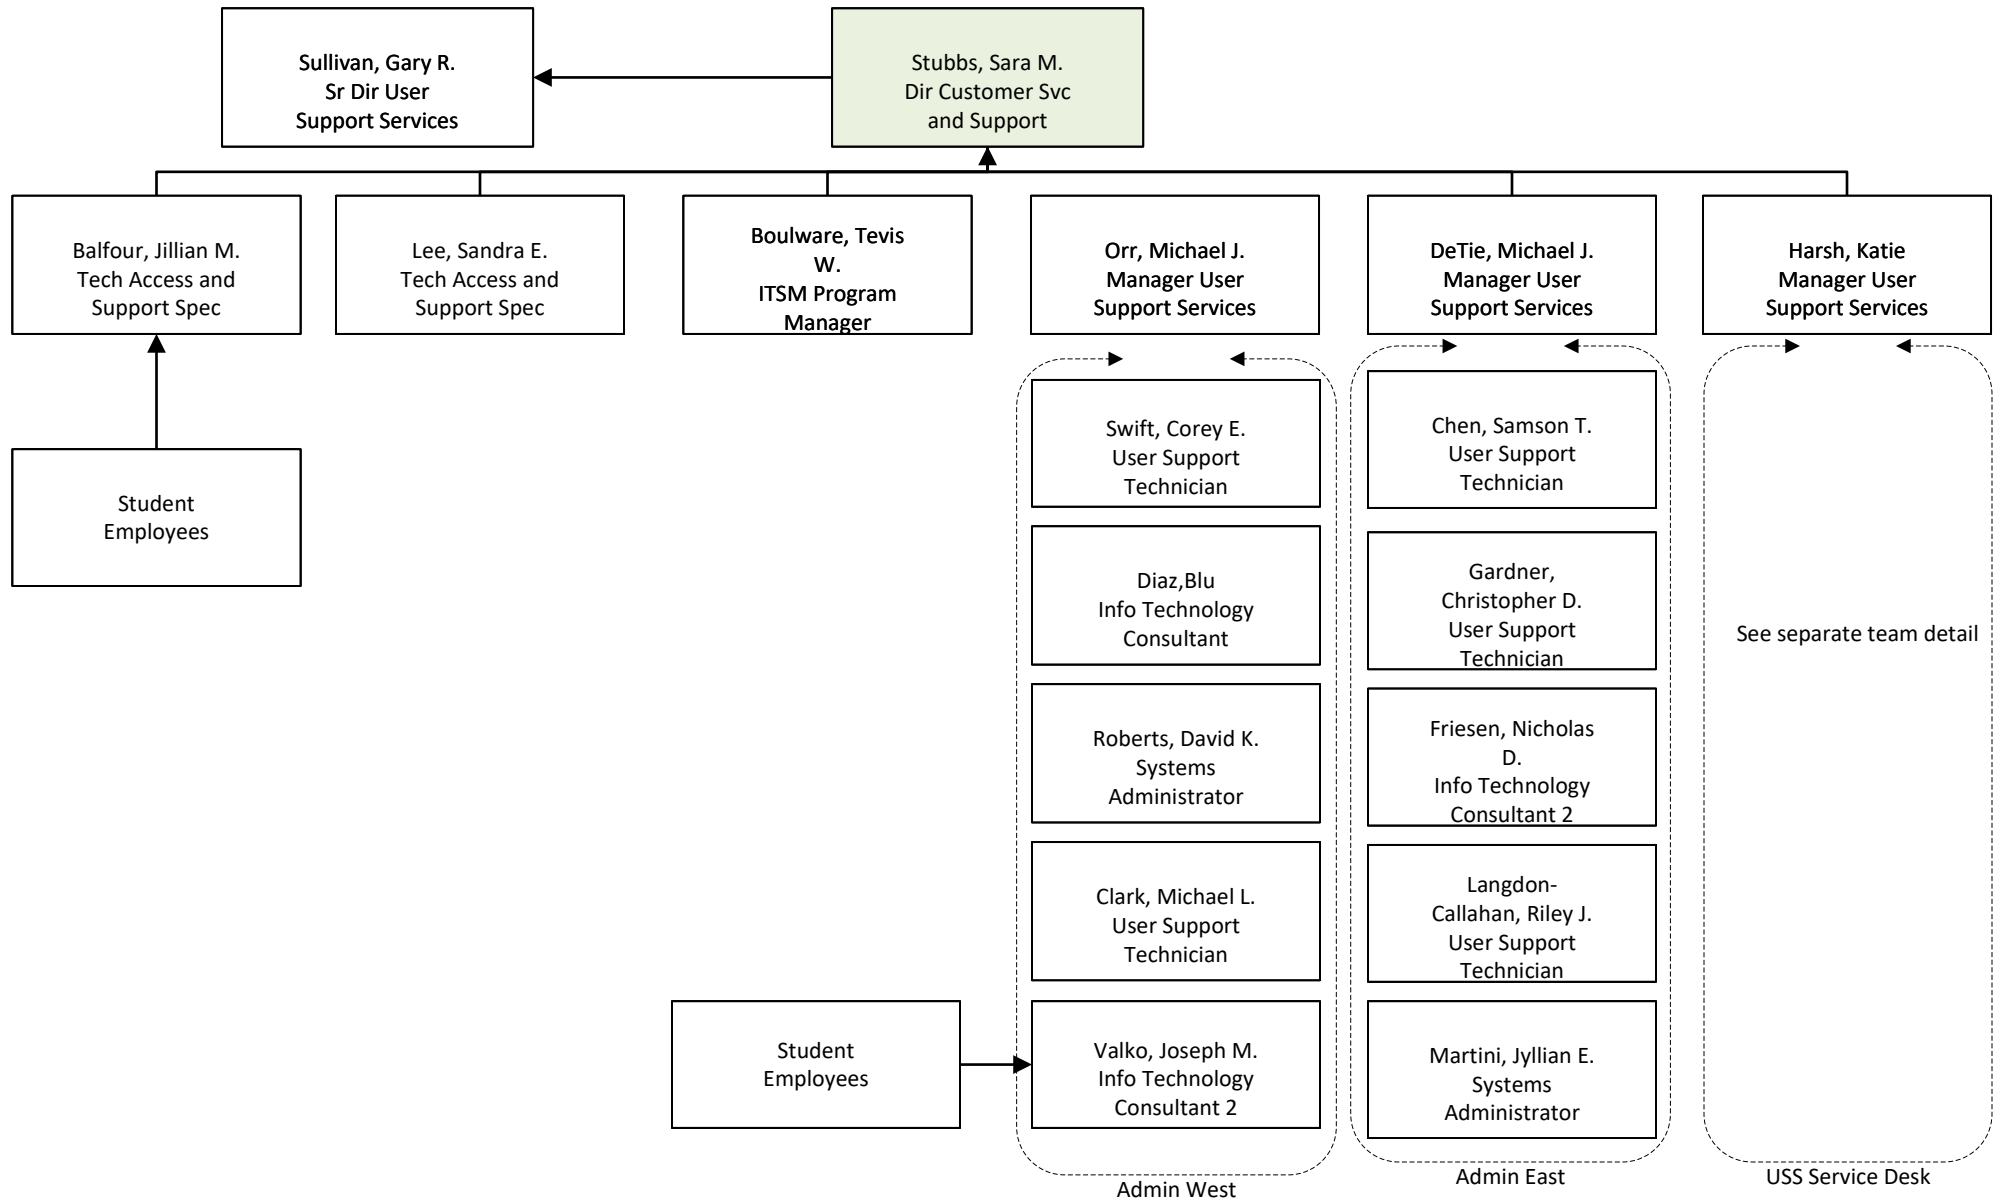 Sullivan, Gary R.
Sr Dir User
Support Services
Stubbs, Sara M.
Dir Customer Svc
and Support
Balfour, Jillian M.
Tech Access and
Support Spec
Lee, Sandra E.
Tech Access and
Support Spec
Boulware, Tevis
W.
ITSM Program
Manager
Orr, Michael J.
Manager User
Support Services
DeTie, Michael J.
Manager User
Support Services
Harsh, Katie
Manager User
Support Services
Student
Employees
Swift, Corey E.
User Support
Technician
Diaz,Blu
Info Technology
Consultant
Roberts, David K.
Systems
Administrator
Clark, Michael L.
User Support
Technician
Student
Employees
Valko, Joseph M.
Info Technology
Consultant 2
Admin West
Chen, Samson T.
User Support
Technician
Gardner,
Christopher D.
User Support
Technician
Friesen, Nicholas
D.
Info Technology
Consultant 2
Langdon-
Callahan, Riley J.
User Support
Technician
Martini, Jyllian E.
Systems
Administrator
Admin East
See separate team detail
USS Service Desk